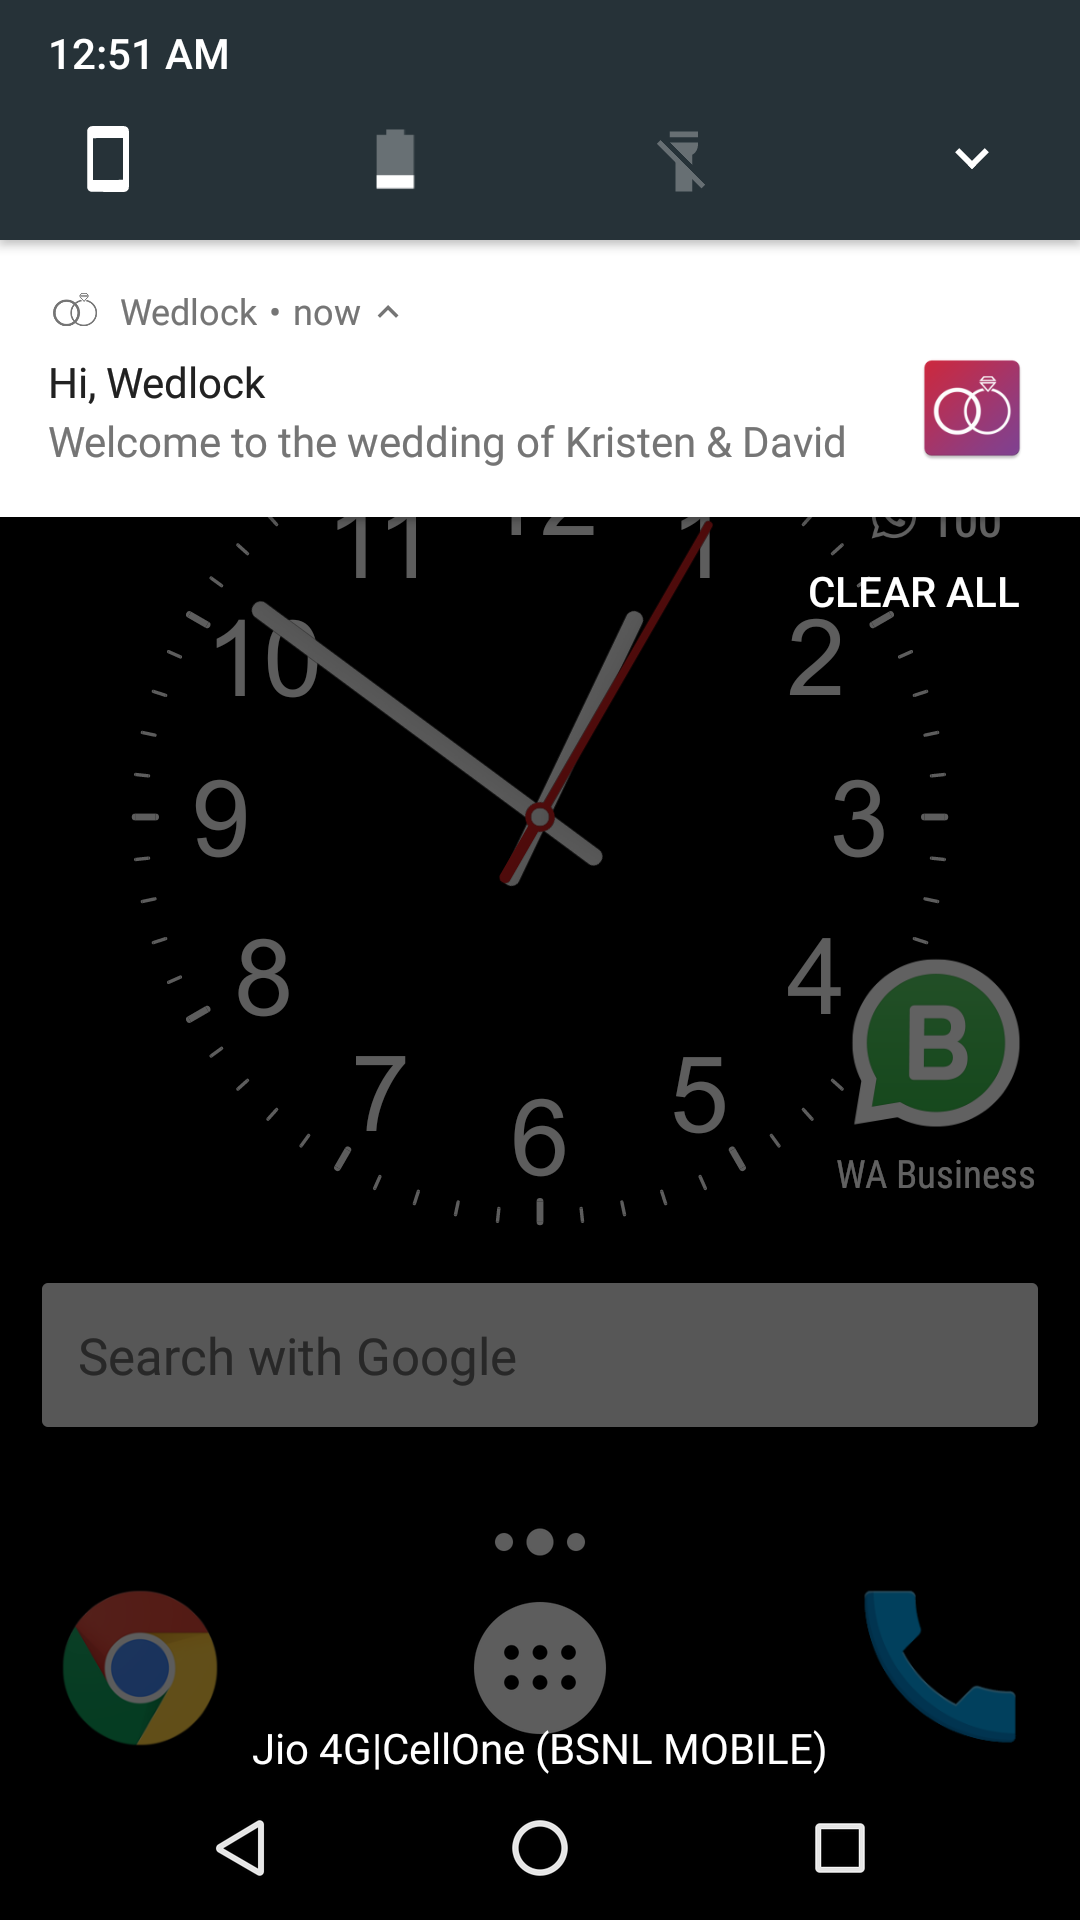 12:51 AM
Wedlock • now
Hi, Wedlock
Welcome to the wedding of Kristen & David
11 12 1
100
CLEAR ALL
10 2
9 3
8 4
B
7 5
6
WA Business
Search with Google
Jio 4G|CellOne (BSNL MOBILE)